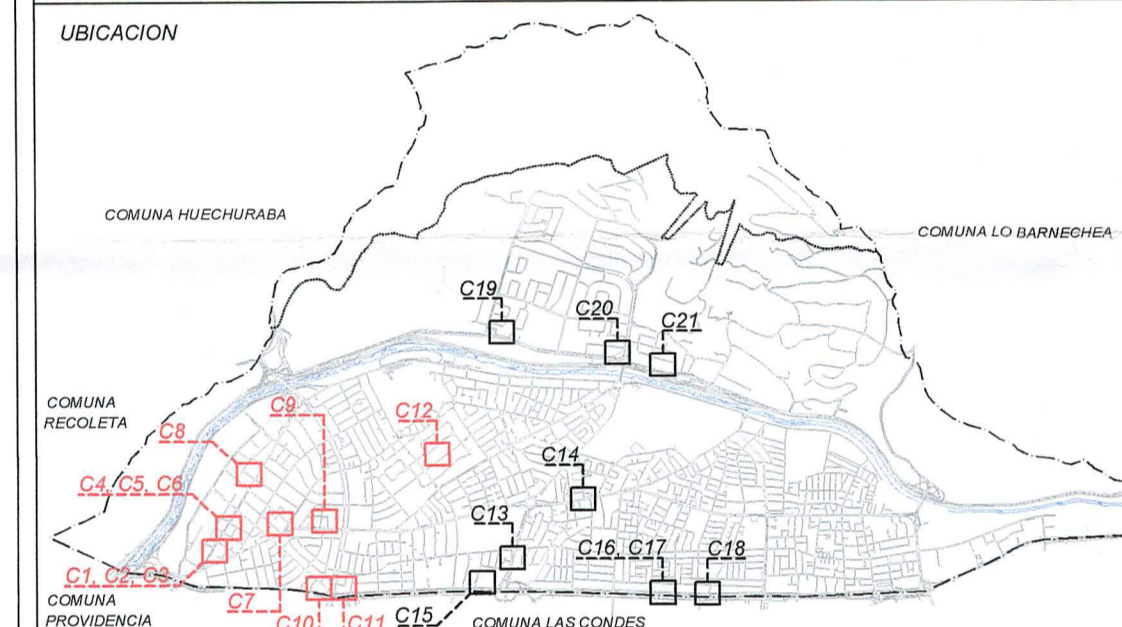 UBICACION
COMUNA HUECHURABA
COMUNA LO BARNECHEA
C19
C20
C21
COMUNA
RECOLETA
C9
C12
C8
C14
C4, C5, C6
C13
C16, C17
C18
C1, C2, C3
COMUNA
PROVIDENCIA
C7
C10
C11
C15
COMUNA LAS CONDES